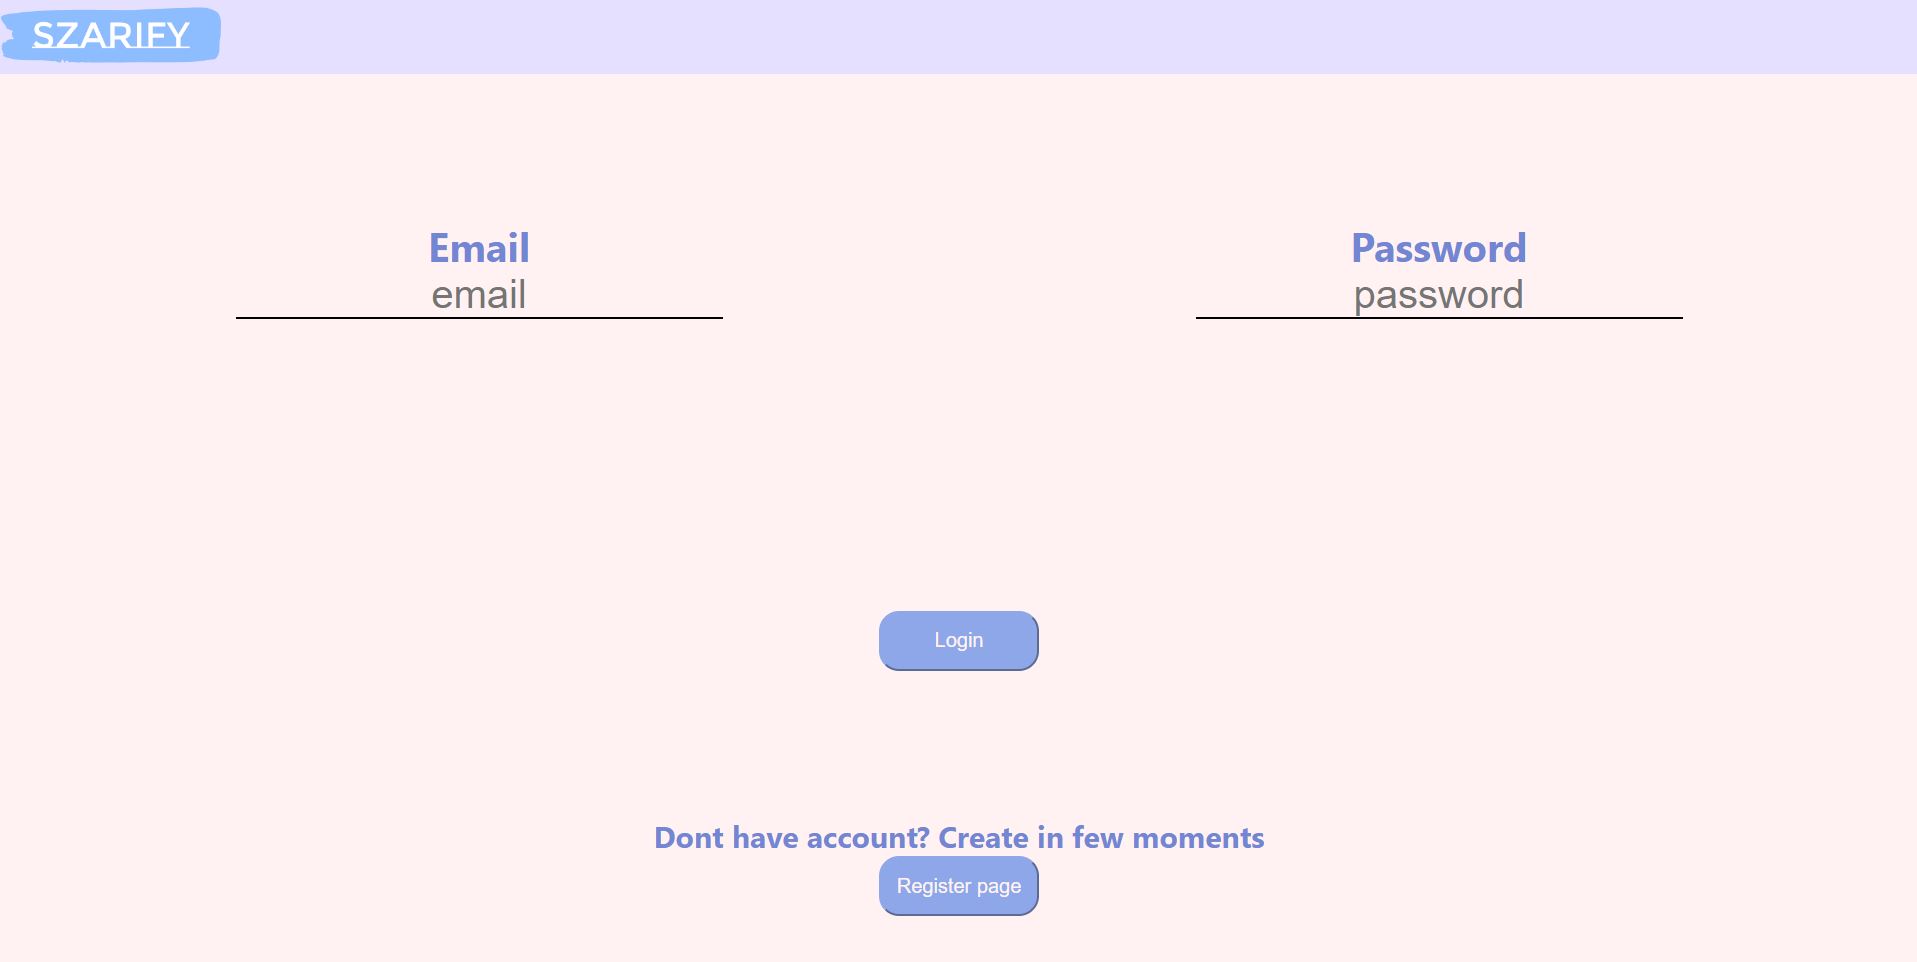 SZARIFY
Email
email
Password
password
Login
Dont have account? Create in few moments
Register page